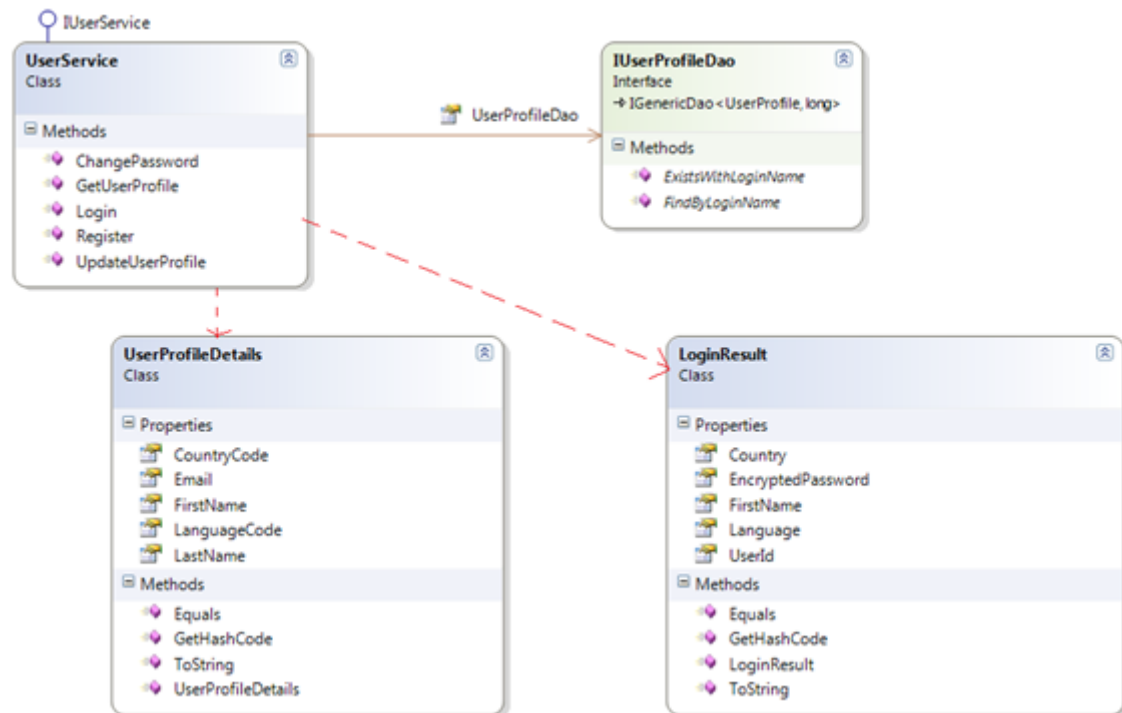 IUserService
UserService
Class
Methods
ChangePassword
GetUserProfile
Login
Register
UpdateUserProfile
UserProfileDao
IUserProfileDao
Interface
IGenericDao<UserProfile, long>
Methods
ExistsWithLoginName
FindByLoginName
UserProfileDetails
Class
Properties
CountryCode
Email
FirstName
LanguageCode
LastName
Methods
Equals
GetHashCode
ToString
UserProfileDetails
LoginResult
Class
Properties
Country
EncryptedPassword
FirstName
Language
UserId
Methods
Equals
GetHashCode
LoginResult
ToString